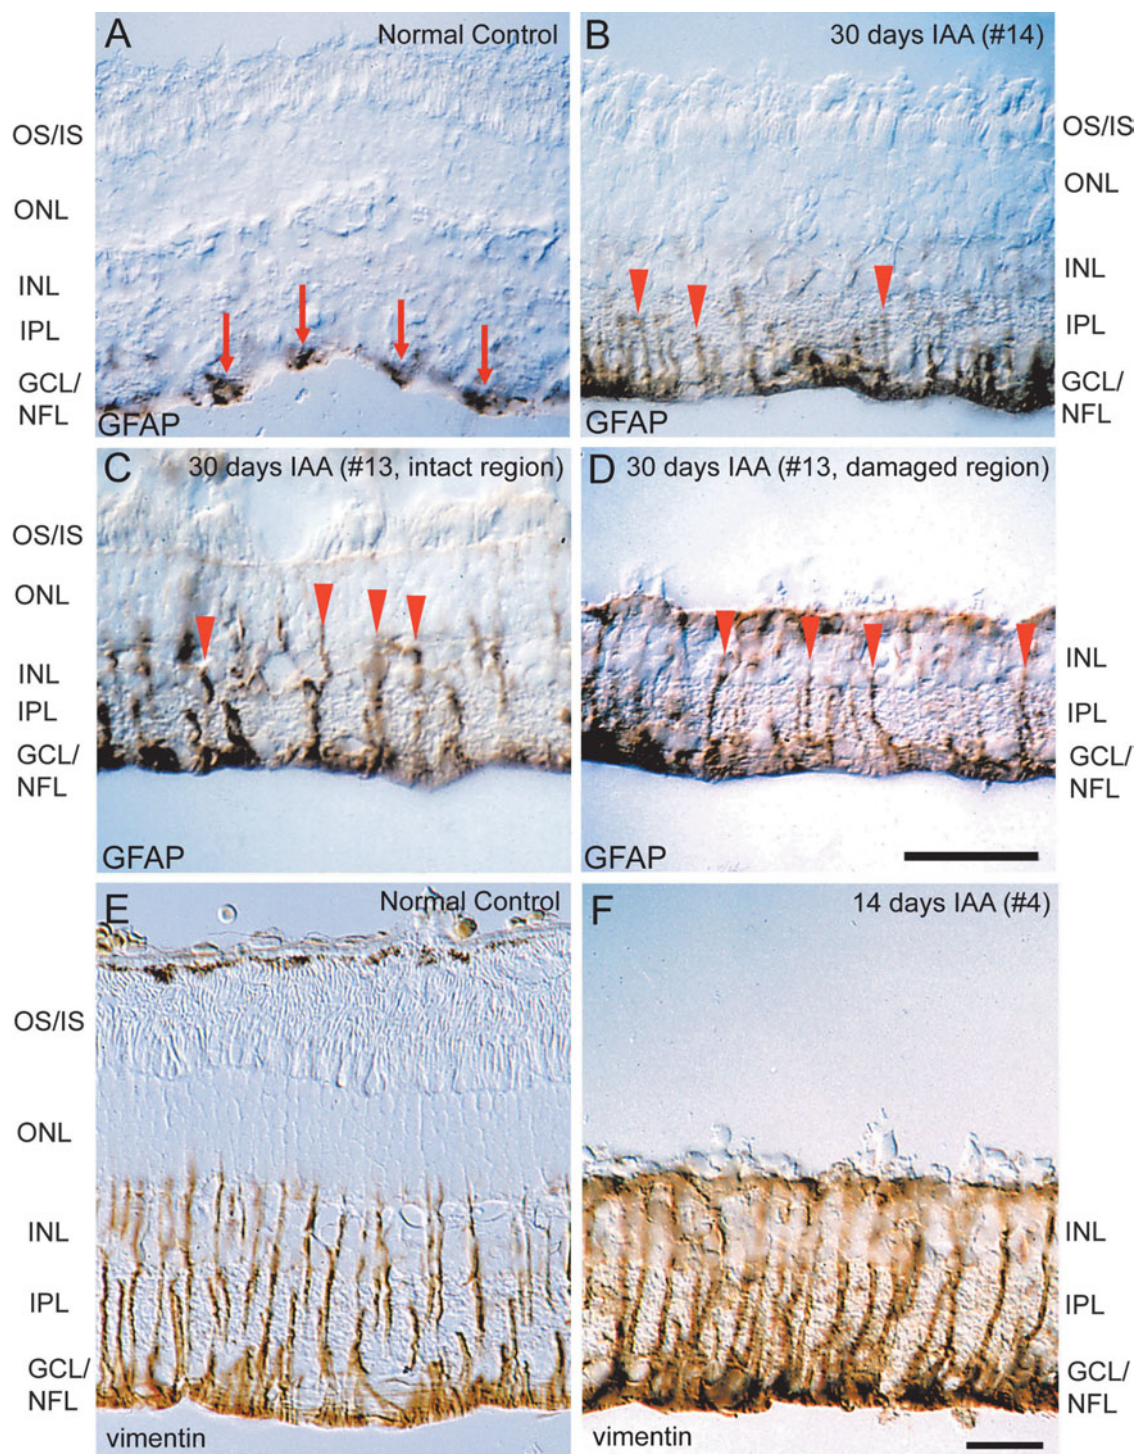 A
Normal Control
OS/IS
ONL
INL
IPL
GCL/
NFL
GFAP
B
30 days IAA (#14)
OS/IS
ONL
INL
IPL
GCL/
NFL
GFAP
C
30 days IAA (#13, intact region)
OS/IS
ONL
INL
IPL
GCL/
NFL
GFAP
D
30 days IAA (#13, damaged region)
INL
IPL
GCL/
NFL
GFAP
E
Normal Control
OS/IS
ONL
INL
IPL
GCL/
NFL
vimentin
F
14 days IAA (#4)
INL
IPL
GCL/
NFL
vimentin